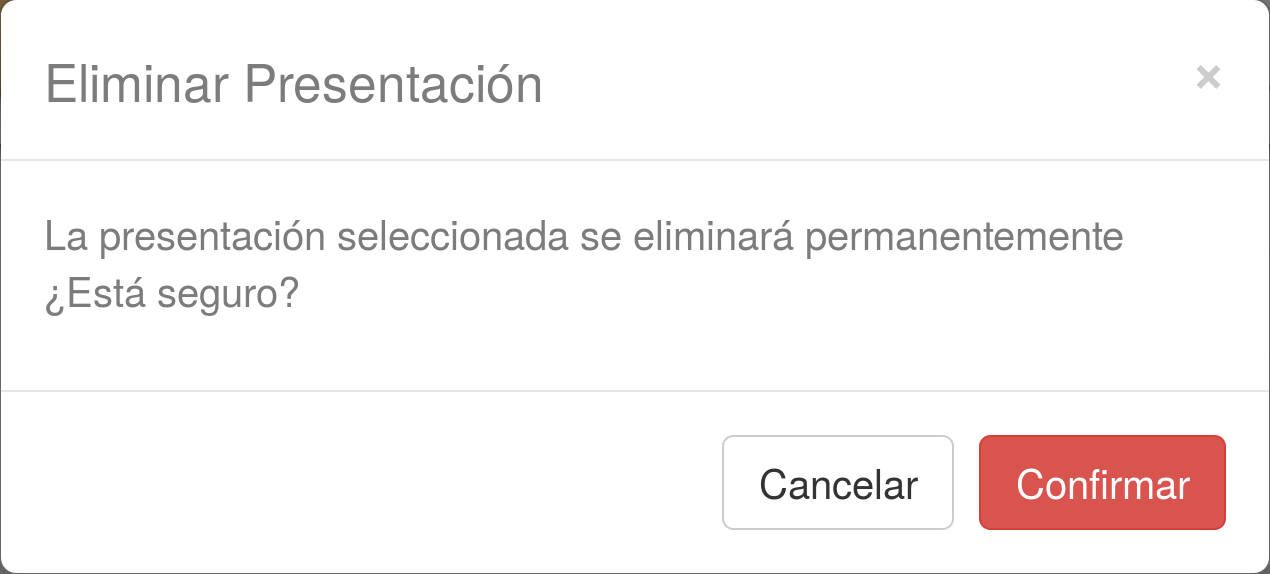 Eliminar Presentación
×
La presentación seleccionada se eliminará permanentemente
¿Está seguro?
Cancelar Confirmar